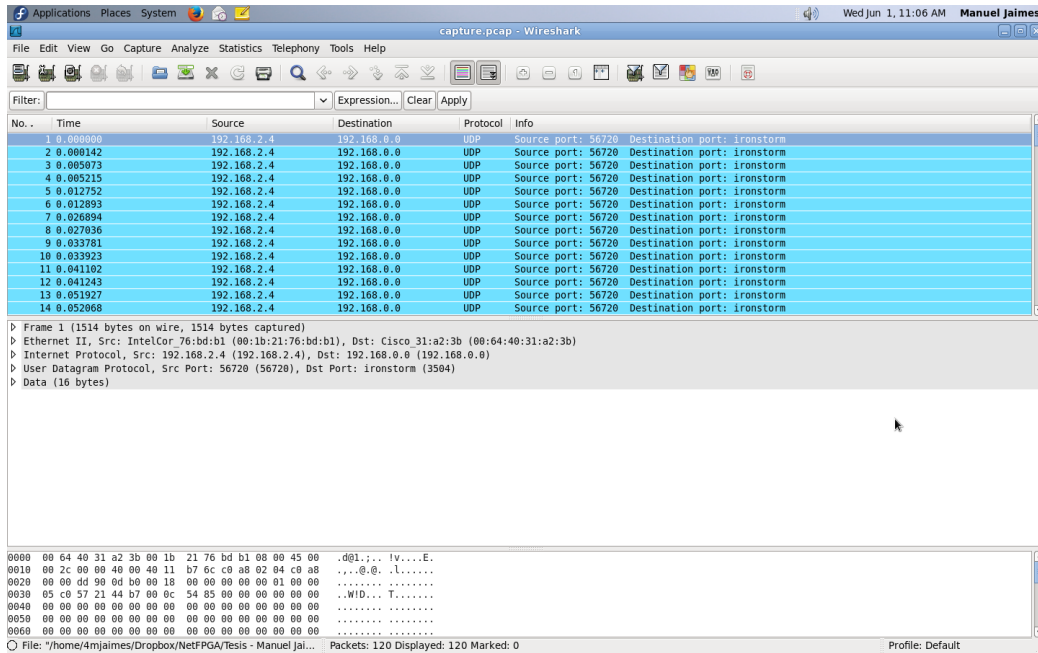 Applications Places System Wed Jun 1, 11:06 AM Manuel Jaimes
capture.pcap - Wireshark
File Edit View Go Capture Analyze Statistics Telephony Tools Help
Filter: Expression... Clear Apply
No. . Time Source Destination Protocol Info
1 0.000000 192.168.2.4 192.168.0.0 UDP Source port: 56720 Destination port: ironstorm
2 0.000142 192.168.2.4 192.168.0.0 UDP Source port: 56720 Destination port: ironstorm
3 0.005073 192.168.2.4 192.168.0.0 UDP Source port: 56720 Destination port: ironstorm
4 0.005215 192.168.2.4 192.168.0.0 UDP Source port: 56720 Destination port: ironstorm
5 0.012752 192.168.2.4 192.168.0.0 UDP Source port: 56720 Destination port: ironstorm
6 0.012893 192.168.2.4 192.168.0.0 UDP Source port: 56720 Destination port: ironstorm
7 0.026894 192.168.2.4 192.168.0.0 UDP Source port: 56720 Destination port: ironstorm
8 0.027036 192.168.2.4 192.168.0.0 UDP Source port: 56720 Destination port: ironstorm
9 0.033781 192.168.2.4 192.168.0.0 UDP Source port: 56720 Destination port: ironstorm
10 0.033923 192.168.2.4 192.168.0.0 UDP Source port: 56720 Destination port: ironstorm
11 0.041102 192.168.2.4 192.168.0.0 UDP Source port: 56720 Destination port: ironstorm
12 0.041243 192.168.2.4 192.168.0.0 UDP Source port: 56720 Destination port: ironstorm
13 0.051927 192.168.2.4 192.168.0.0 UDP Source port: 56720 Destination port: ironstorm
14 0.052068 192.168.2.4 192.168.0.0 UDP Source port: 56720 Destination port: ironstorm
Frame 1 (1514 bytes on wire, 1514 bytes captured)
Ethernet II, Src: IntelCor_76:bd:b1 (00:1b:21:76:bd:b1), Dst: Cisco_31:a2:3b (00:64:40:31:a2:3b)
Internet Protocol, Src: 192.168.2.4 (192.168.2.4), Dst: 192.168.0.0 (192.168.0.0)
User Datagram Protocol, Src Port: 56720 (56720), Dst Port: ironstorm (3504)
Data (16 bytes)
0000 00 64 40 31 a2 3b 00 1b 21 76 bd b1 08 00 45 00 .d@1.;.. !v....E.
0010 00 2c 00 00 40 00 40 11 b7 6c c0 a8 02 04 c0 a8 .,..@.@. .l......
0020 00 00 dd 90 0d b0 00 18 00 00 00 00 01 00 00 ........ ........
0030 05 c0 57 21 44 b7 00 0c 54 85 00 00 00 00 00 00 ..W!D... T.......
0040 00 00 00 00 00 00 00 00 00 00 00 00 00 00 00 00 ........ ........
0050 00 00 00 00 00 00 00 00 00 00 00 00 00 00 00 00 ........ ........
0060 00 00 00 00 00 00 00 00 00 00 00 00 00 00 00 00 ........ ........
File: "/home/4mjaimes/Dropbox/NetFPGA/Tesis - Manuel Jai... Packets: 120 Displayed: 120 Marked: 0 Profile: Default